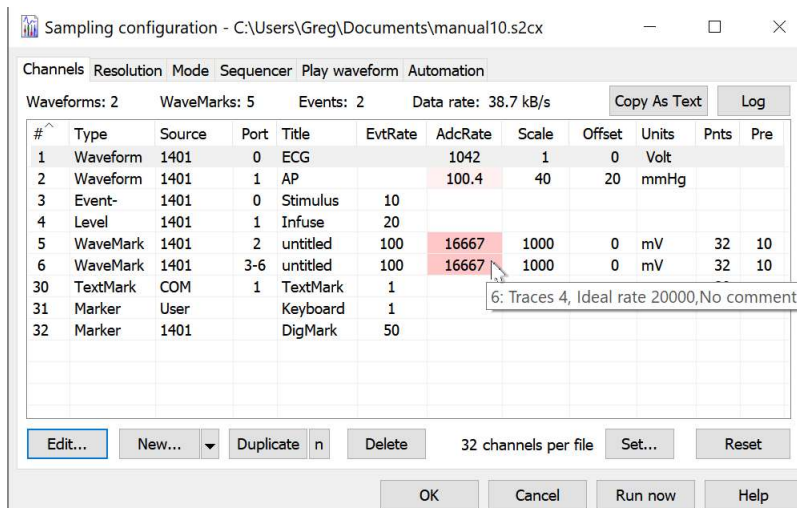 Sampling configuration - C:\Users\Greg\Documents\manual10.s2cx
Channels Resolution Mode Sequencer Play waveform Automation
Waveforms: 2 WaveMarks: 5 Events: 2 Data rate: 38.7 kB/s Copy As Text Log
# Type Source Port Title EvtRate AdcRate Scale Offset Units Pnts Pre
1 Waveform 1401 0 ECG 1042 1 0 Volt
2 Waveform 1401 1 AP 100.4 40 20 mmHg
3 Event- 1401 0 Stimulus 10
4 Level 1401 1 Infuse 20
5 WaveMark 1401 2 untitled 100 16667 1000 0 mV 32 10
6 WaveMark 1401 3-6 untitled 100 16667 1000 0 mV 32 10
30 TextMark COM 1 TextMark 1
6: Traces 4, Ideal rate 20000,No comment
31 Marker User Keyboard 1
32 Marker 1401 DigMark 50
Edit... New... Duplicate n Delete 32 channels per file Set... Reset
OK Cancel Run now Help